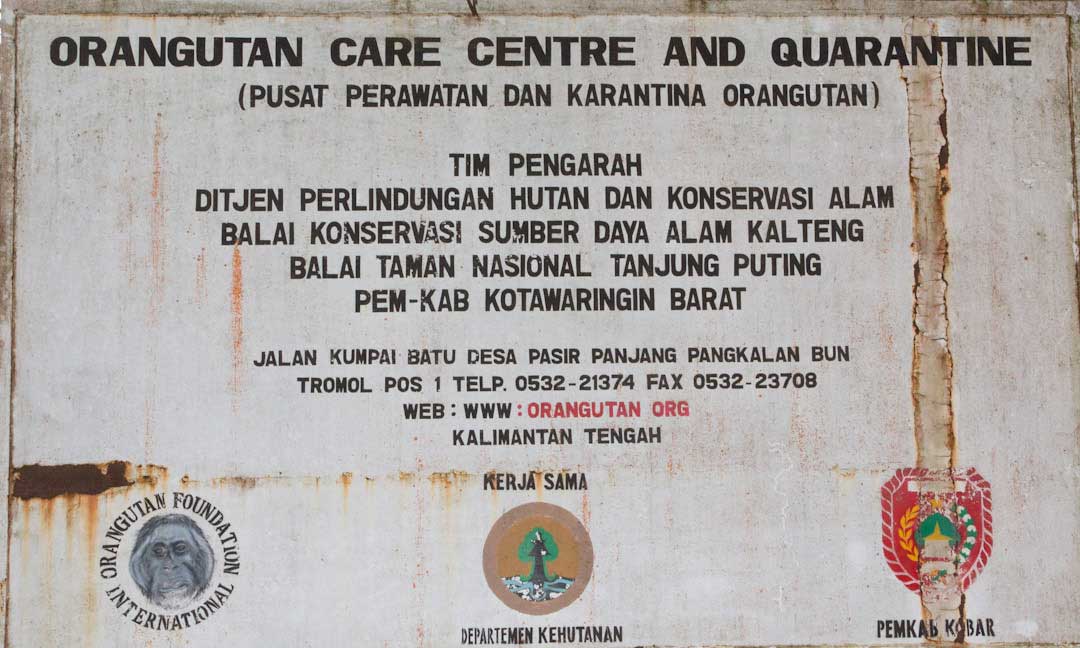 ORANGUTAN CARE CENTRE AND QUARANTINE
(PUSAT PERAWATAN DAN KARANTINA ORANGUTAN)
TIM PENGARAH
DITJEN PERLINDUNGAN HUTAN DAN KONSERVASI ALAM
BALAI KONSERVASI SUMBER DAYA ALAM KALTENG
BALAI TAMAN NASIONAL TANJUNG PUTING
PEM-KAB KOTAWARINGIN BARAT
JALAN KUMPAI BATU DESA PASIR PANJANG PANGKALAN BUN
TROMOL POS 1 TELP. 0532-21374 FAX 0532-23708
WEB : WWW : ORANGUTAN ORG
KALIMANTAN TENGAH
KERJA SAMA
ORANGUTAN FOUNDATION
INTERNATIONAL
DEPARTEMEN KEHUTANAN
PEMKAB KOBAR